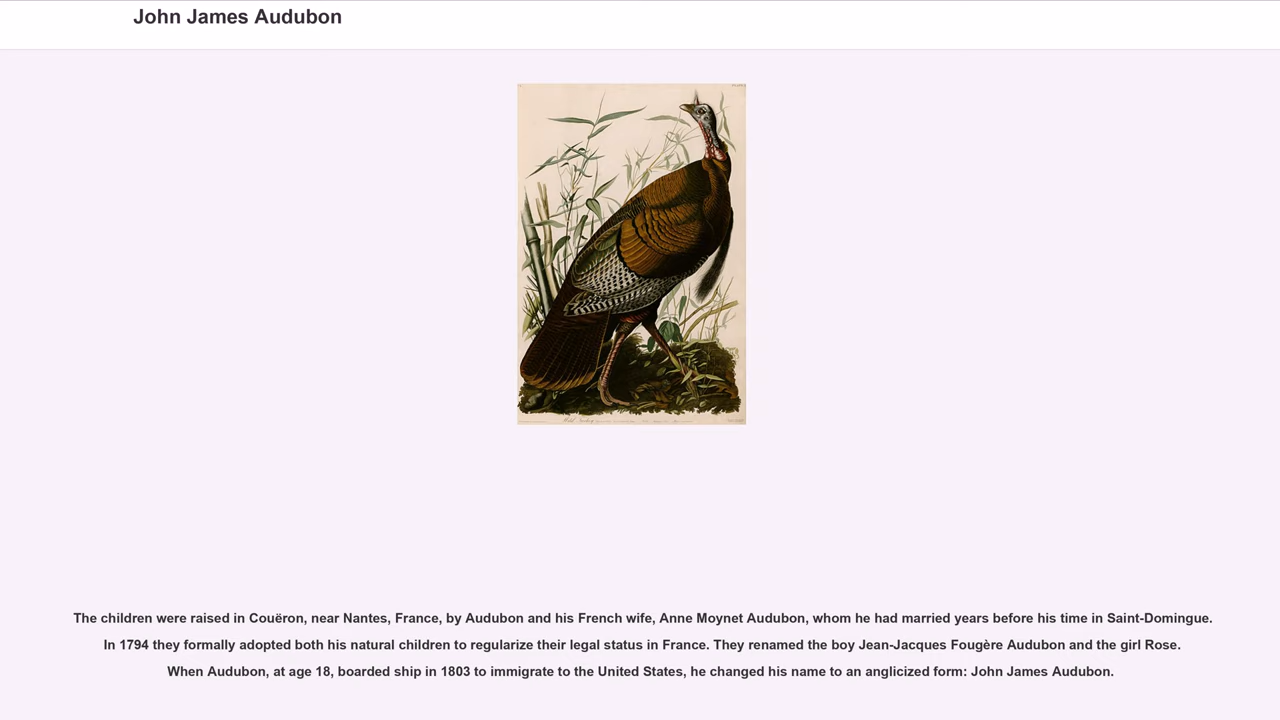 John James Audubon
The children were raised in Couëron, near Nantes, France, by Audubon and his French wife, Anne Moynet Audubon, whom he had married years before his time in Saint-Domingue.
In 1794 they formally adopted both his natural children to regularize their legal status in France. They renamed the boy Jean-Jacques Fougère Audubon and the girl Rose.
When Audubon, at age 18, boarded ship in 1803 to immigrate to the United States, he changed his name to an anglicized form: John James Audubon.